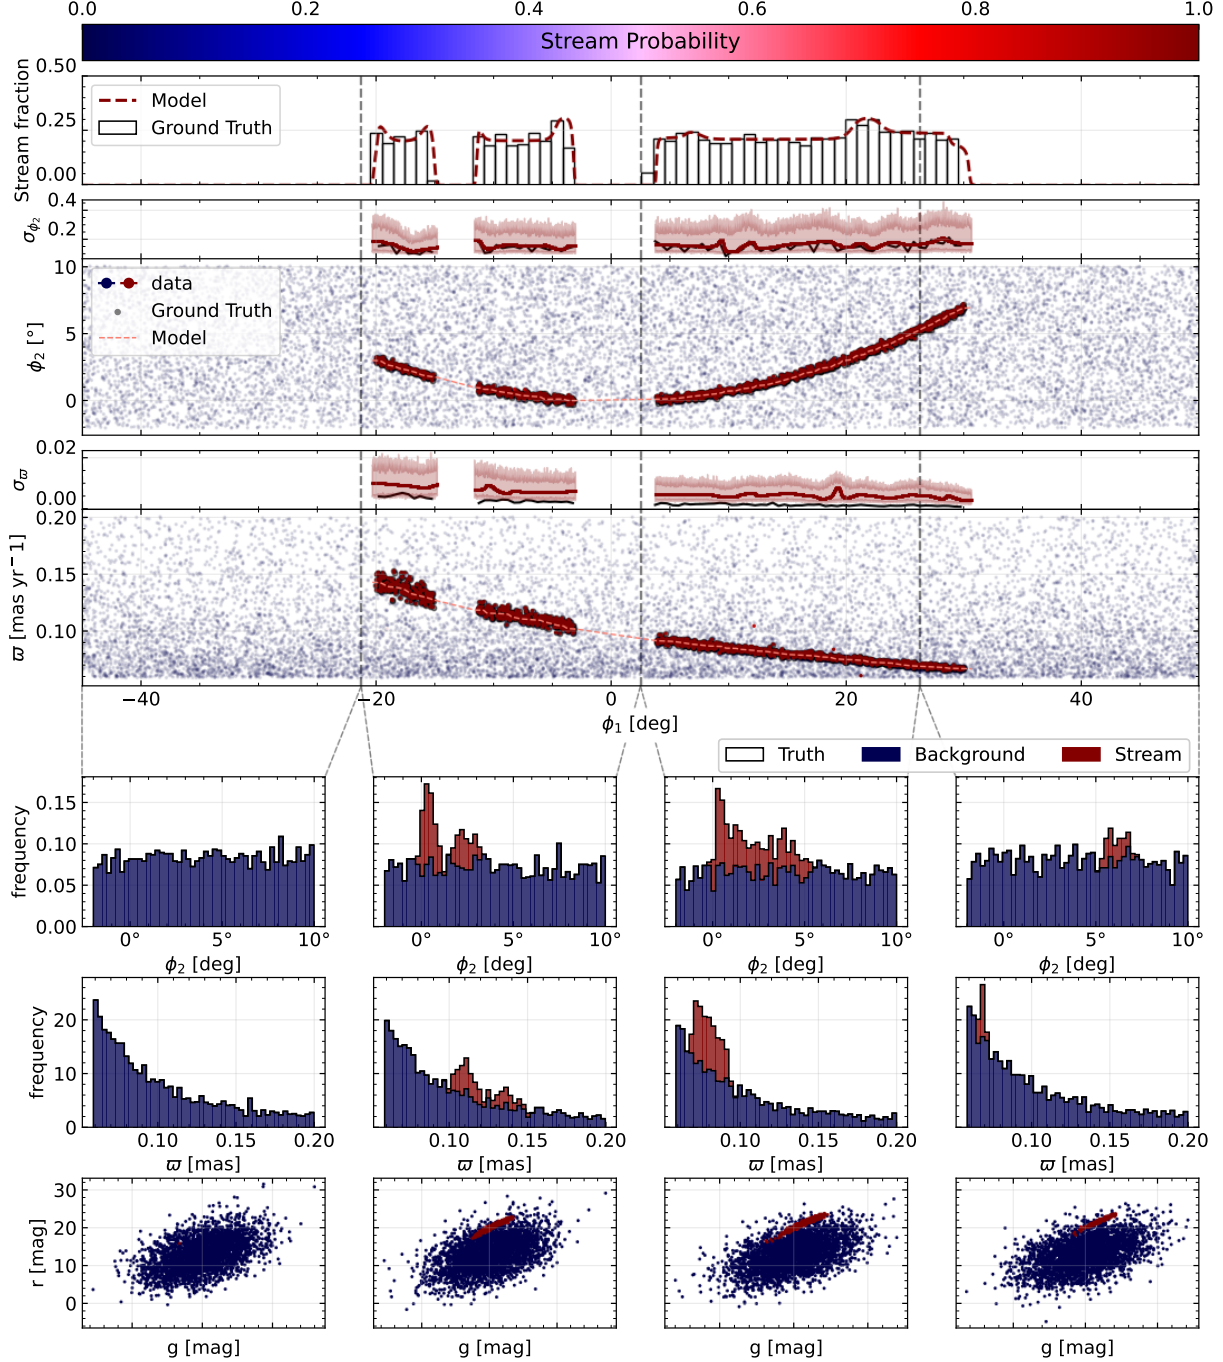 0.0 0.2 0.4 0.6 0.8 1.0
Stream Probability
Stream fraction
0.50
0.25
0.00
Model
Ground Truth
σϕ2
0.4
0.2
ϕ2 [°]
10
5
0
data
Ground Truth
Model
σϖ
0.02
0.00
ϖ [mas yr−1]
0.20
0.15
0.10
−40 −20 0 20 40
ϕ1 [deg]
Truth Background Stream
frequency
0.15
0.10
0.05
0.00
0° 5° 10° 0° 5° 10° 0° 5° 10° 0° 5° 10°
ϕ2 [deg] ϕ2 [deg] ϕ2 [deg] ϕ2 [deg]
frequency
20
10
0
0.10 0.15 0.20 0.10 0.15 0.20 0.10 0.15 0.20 0.10 0.15 0.20
ϖ [mas] ϖ [mas] ϖ [mas] ϖ [mas]
r [mag]
30
20
10
0
g [mag] g [mag] g [mag] g [mag]